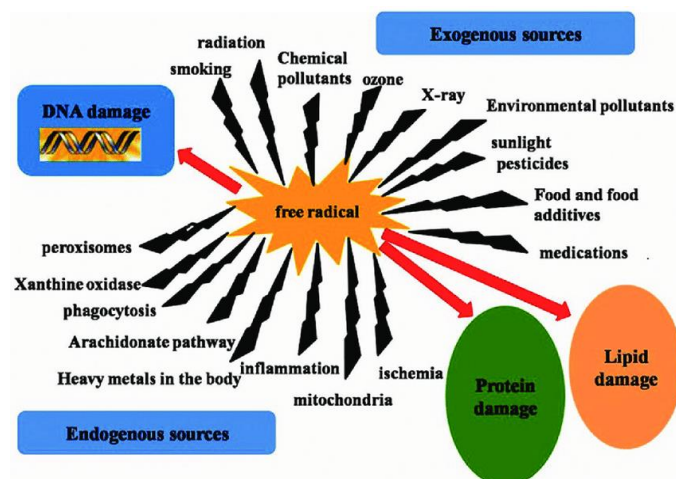 radiation
Exogenous sources
smoking
Chemical
pollutants
ozone
X-ray
DNA damage
Environmental pollutants
sunlight
pesticides
free radical
Food and food
additives
peroxisomes
medications
Xanthine oxidase
phagocytosis
Arachidonate pathway
inflammation
ischemia
Heavy metals in the body
mitochondria
Lipid
damage
Protein
damage
Endogenous sources